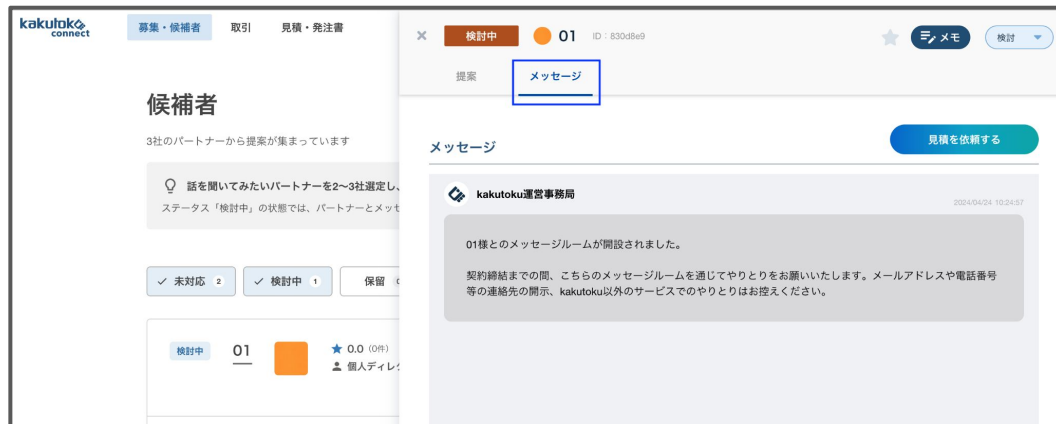 kakutoku
connect
募集・候補者
取引
見積・発注書
候補者
3社のパートナーから提案が集まっています
話を聞いてみたいパートナーを2〜3社選定し、
ステータス「検討中」の状態では、パートナーとメッセ
未対応 2
検討中 1
保留
検討中
01
0.0 (0件)
個人ディレク
検討中
01
ID:830d8e9
メモ
検討
提案
メッセージ
メッセージ
見積を依頼する
kakutoku運営事務局
2024/04/24 10:24:57
01様とのメッセージルームが開設されました。
契約締結までの間、こちらのメッセージルームを通じてやりとりをお願いいたします。メールアドレスや電話番号
等の連絡先の開示、kakutoku以外のサービスでのやりとりはお控えください。